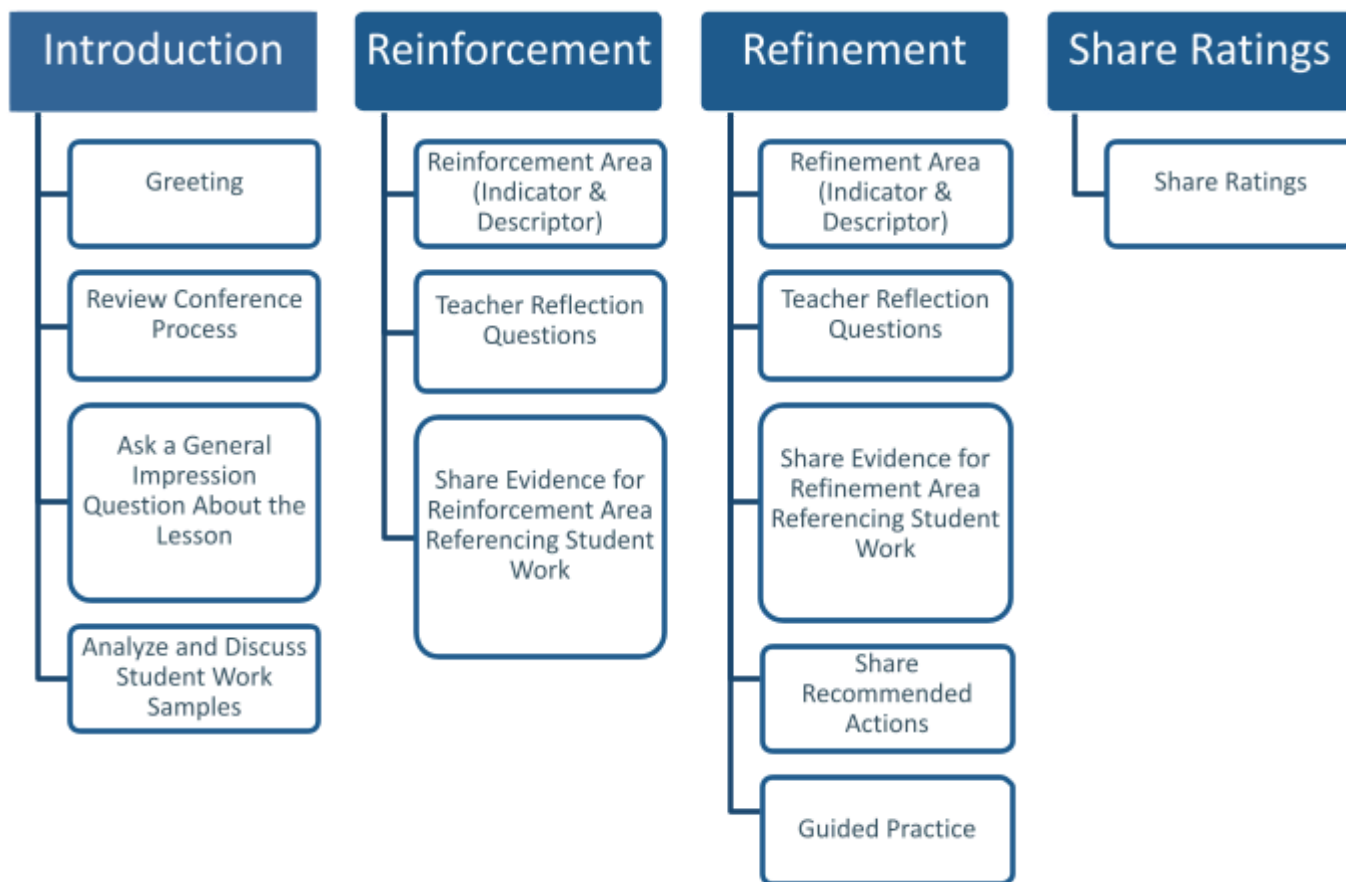 Introduction
Greeting
Review Conference
Process
Ask a General
Impression
Question About the
Lesson
Analyze and Discuss
Student Work
Samples
Reinforcement
Reinforcement Area
(Indicator &
Descriptor)
Teacher Reflection
Questions
Share Evidence for
Reinforcement Area
Referencing Student
Work
Refinement
Refinement Area
(Indicator &
Descriptor)
Teacher Reflection
Questions
Share Evidence for
Refinement Area
Referencing Student
Work
Share
Recommended
Actions
Guided Practice
Share Ratings
Share Ratings